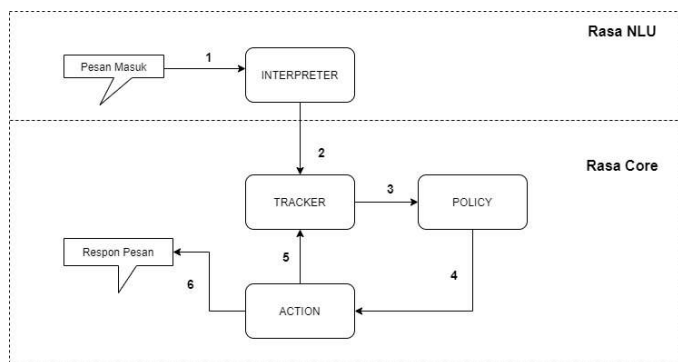 Rasa NLU
Pesan Masuk
1
INTERPRETER
2
Rasa Core
TRACKER
3
POLICY
Respon Pesan
5
4
6
ACTION